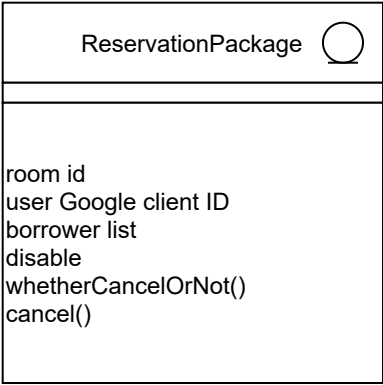 ReservationPackage
room id
user Google client ID
borrower list
disable
whetherCancelOrNot()
cancel()